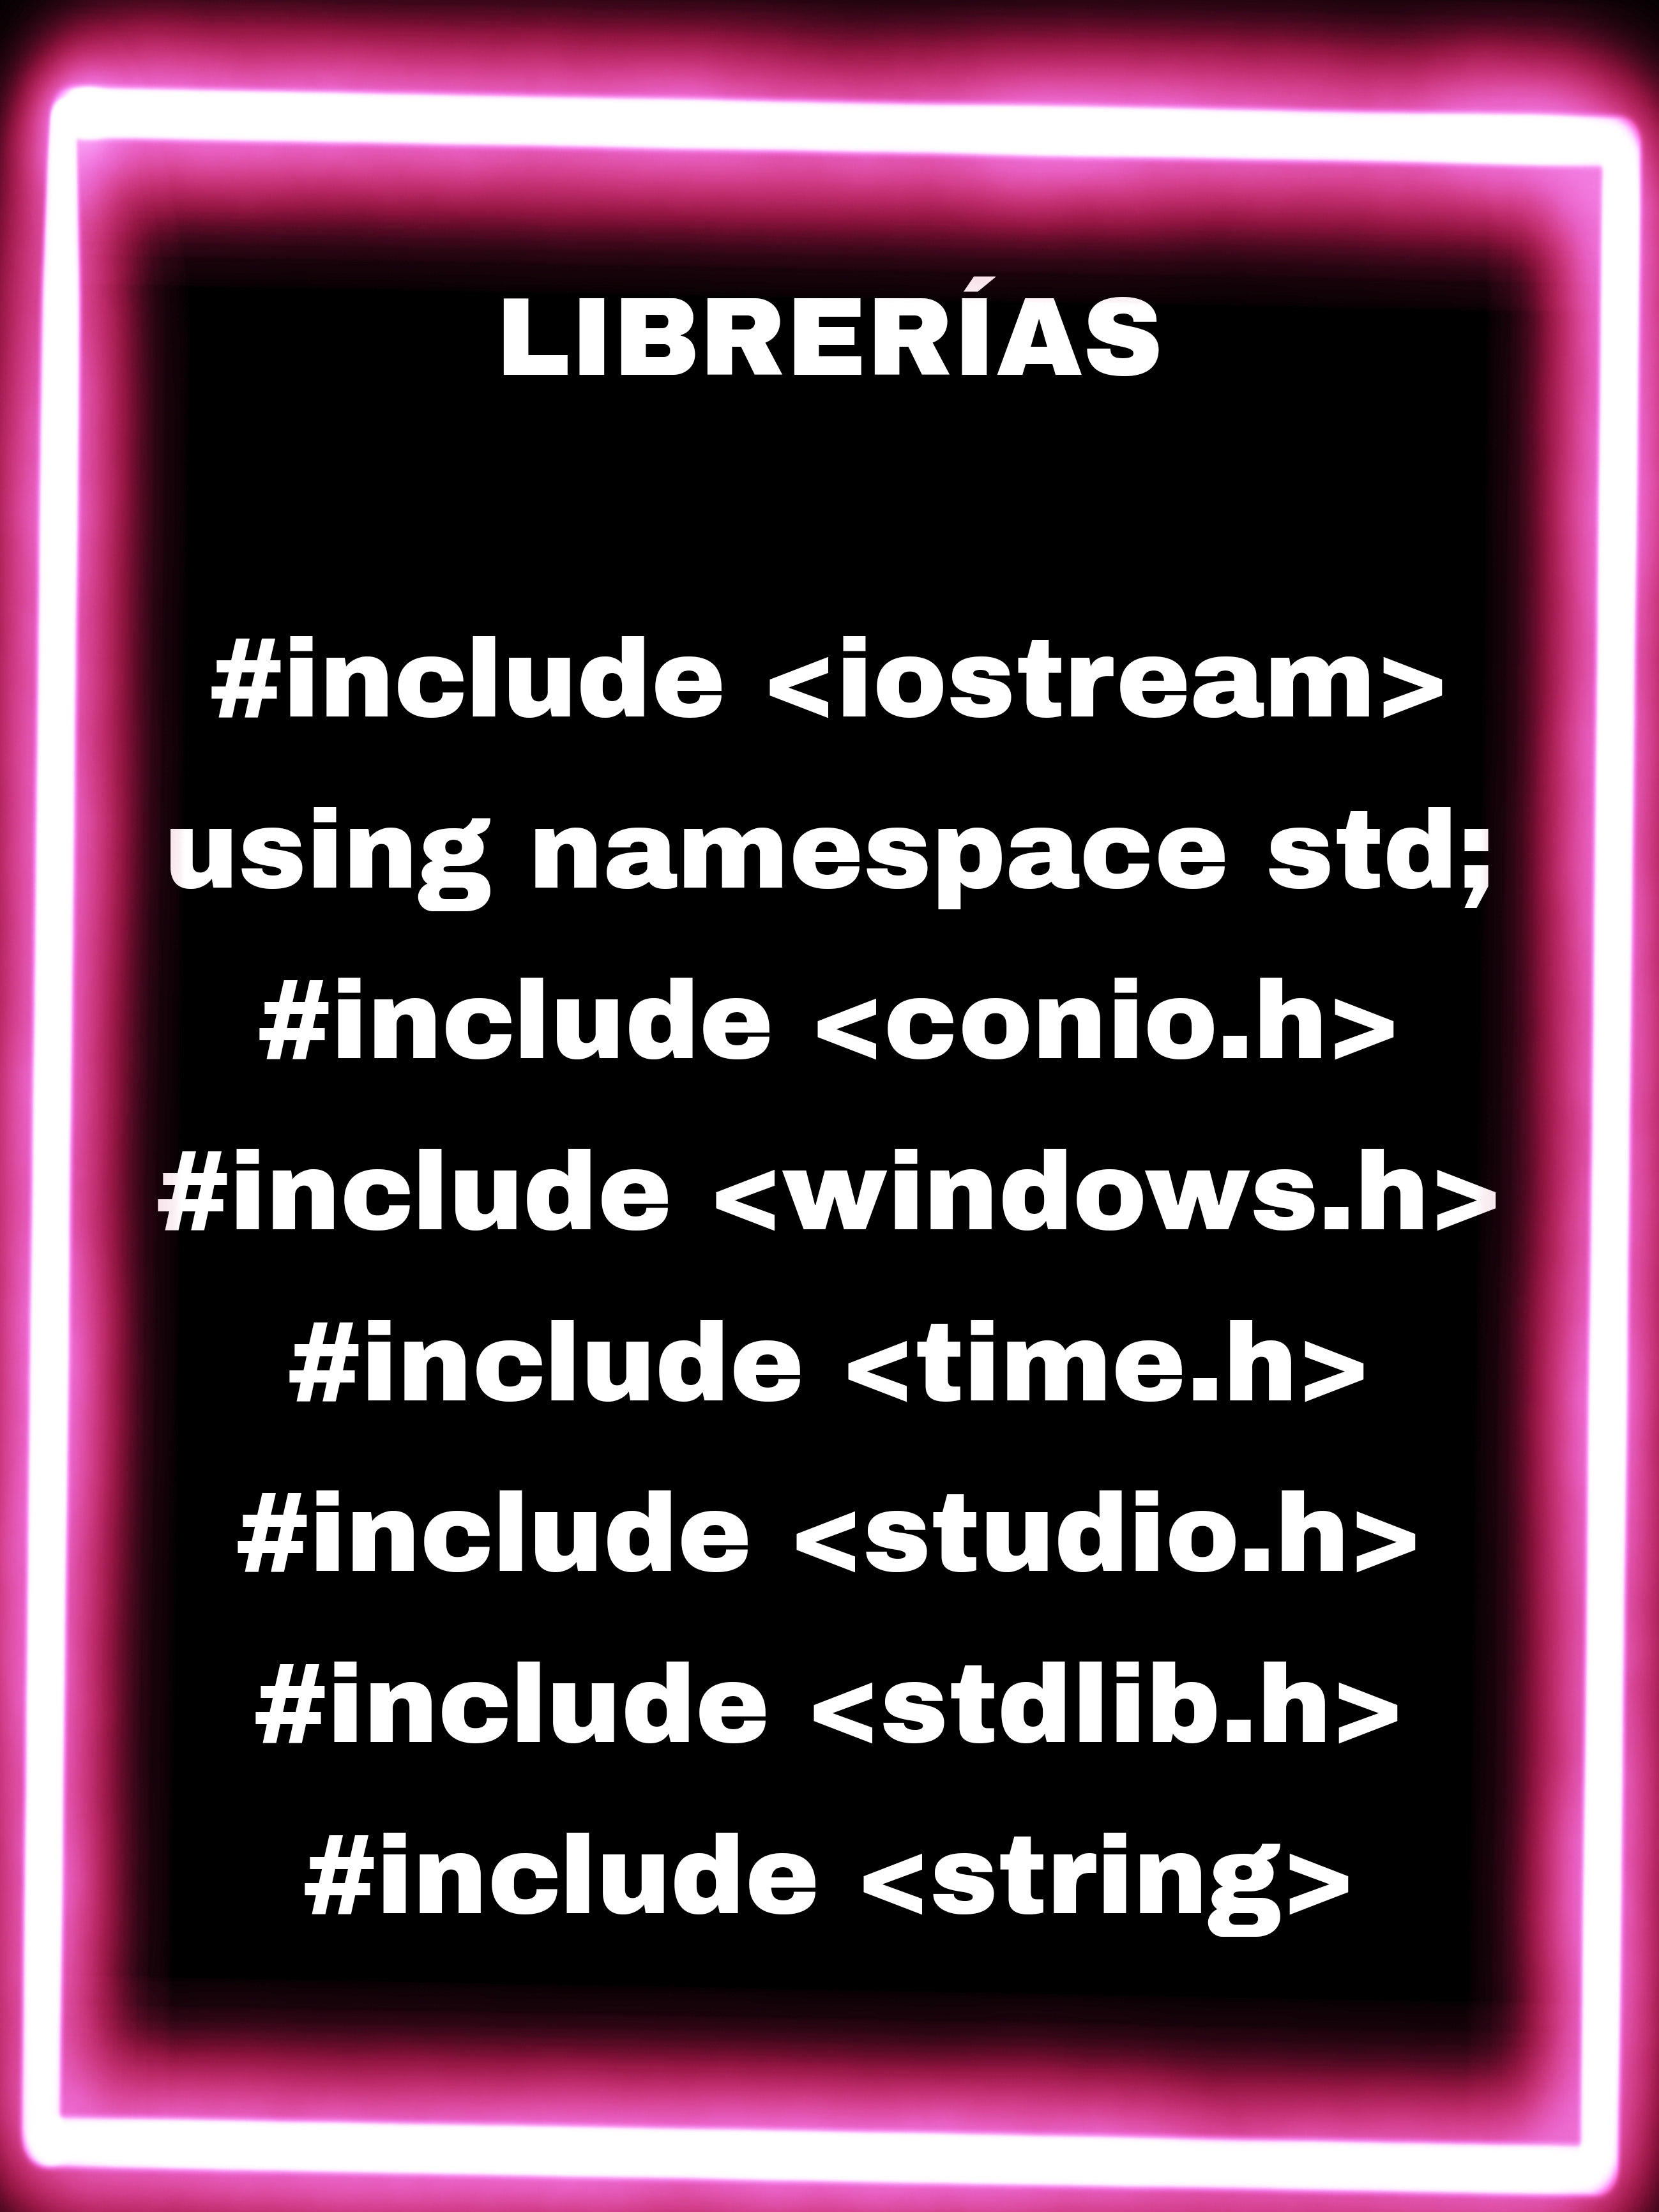 LIBRERÍAS
#include <iostream>
using namespace std;
#include <conio.h>
#include <windows.h>
#include <time.h>
#include <studio.h>
#include <stdlib.h>
#include <string>